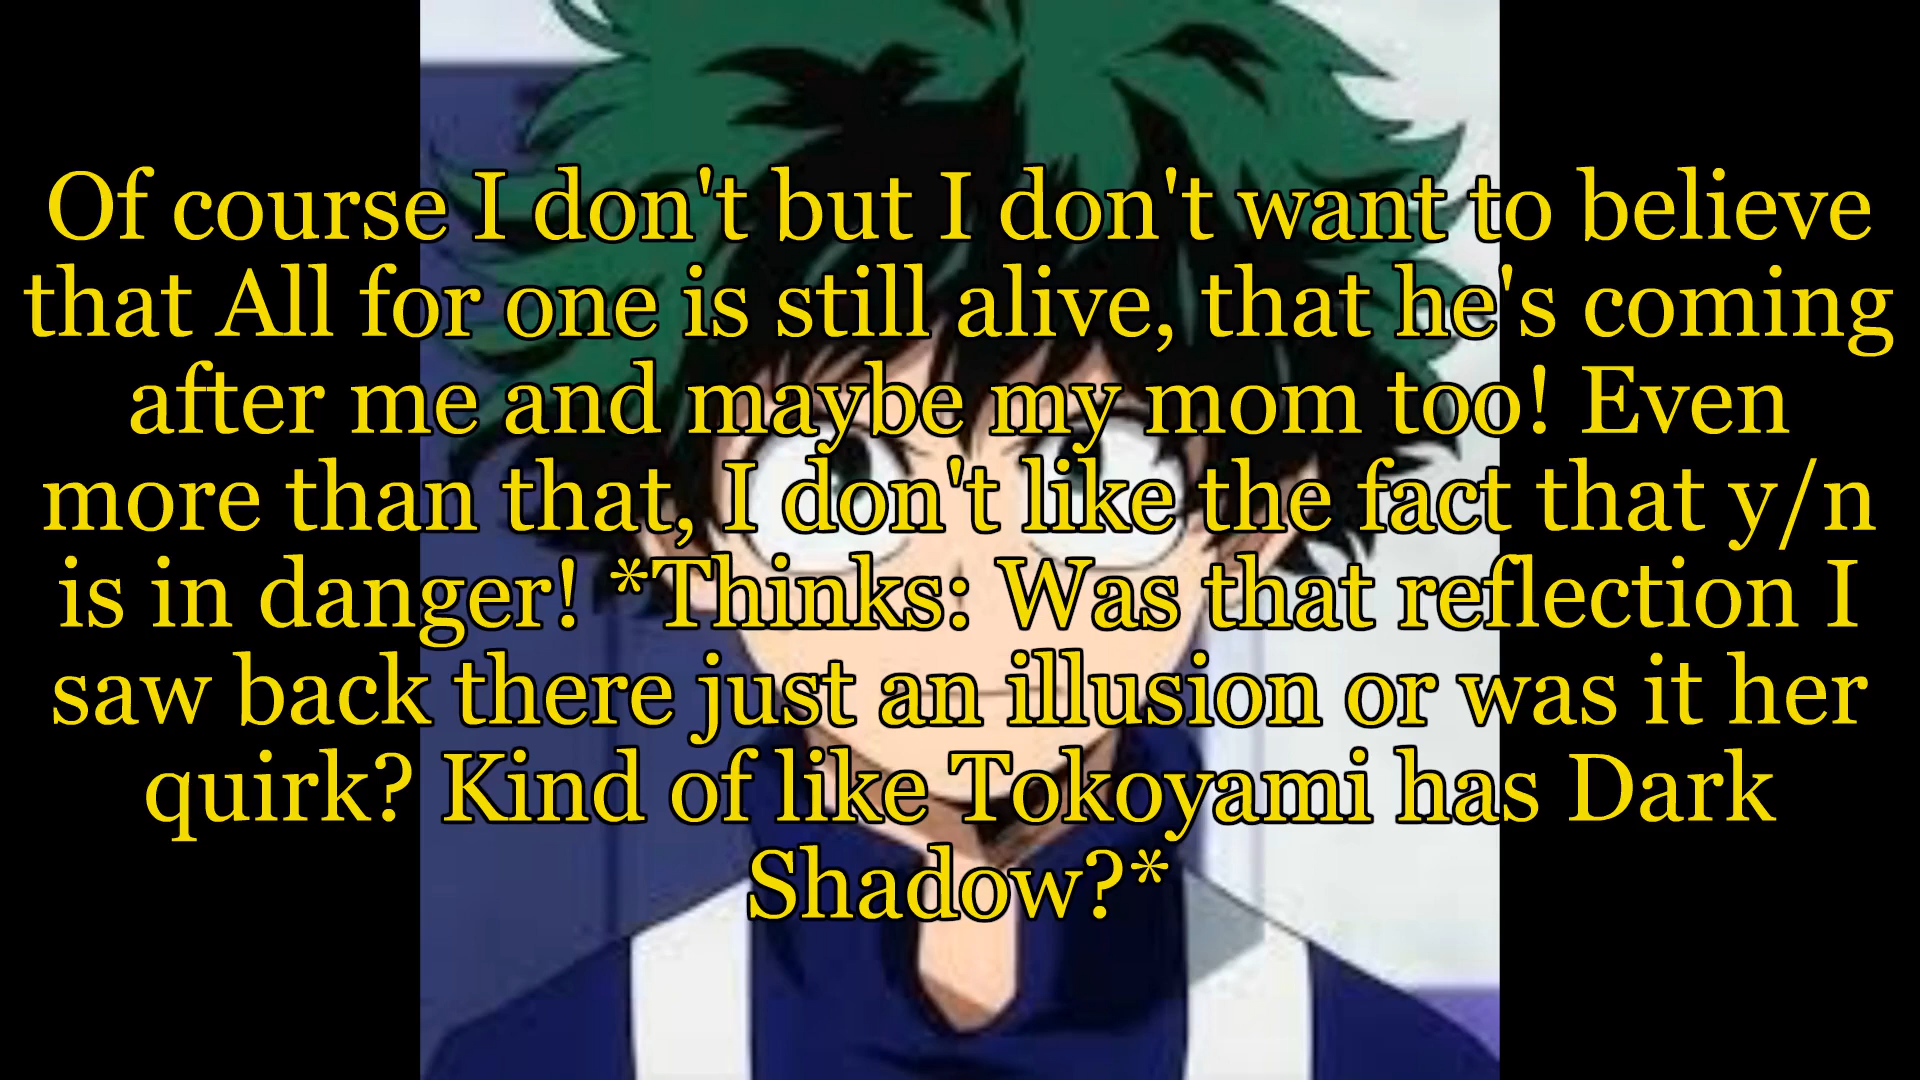 Of course I don't but I don't want to believe
that All for one is still alive, that he's coming
after me and maybe my mom too! Even
more than that, I don't like the fact that y/n
is in danger! *Thinks: Was that reflection I
saw back there just an illusion or was it her
quirk? Kind of like Tokoyami has Dark
Shadow?*